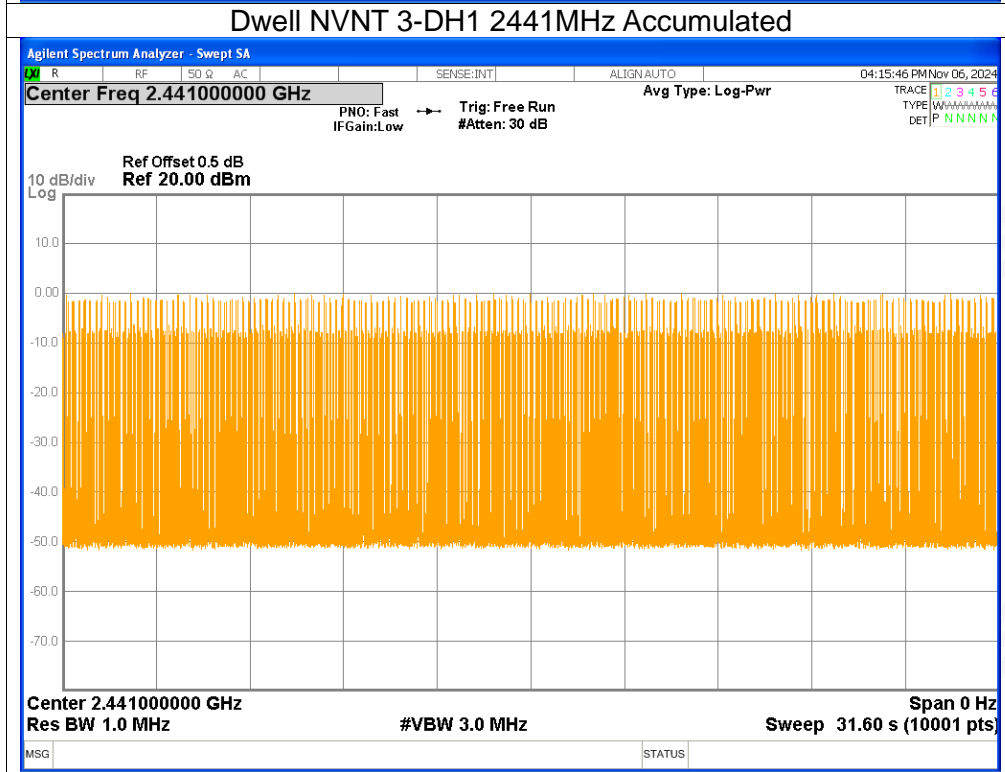 Dwell NVNT 3-DH1 2441MHz Accumulated
Agilent Spectrum Analyzer - Swept SA
LXI R RF 50 Ω AC SENSE:INT ALIGN AUTO 04:15:46 PM Nov 06, 2024
Center Freq 2.441000000 GHz Avg Type: Log-Pwr TRACE 1 2 3 4 5 6
PNO: Fast Trig: Free Run TYPE W
IFGain:Low #Atten: 30 dB DET P N N N N N
Ref Offset 0.5 dB
10 dB/div Ref 20.00 dBm
Log
10.0
0.00
-10.0
-20.0
-30.0
-40.0
-50.0
-60.0
-70.0
Center 2.441000000 GHz Span 0 Hz
Res BW 1.0 MHz #VBW 3.0 MHz Sweep 31.60 s (10001 pts)
MSG STATUS